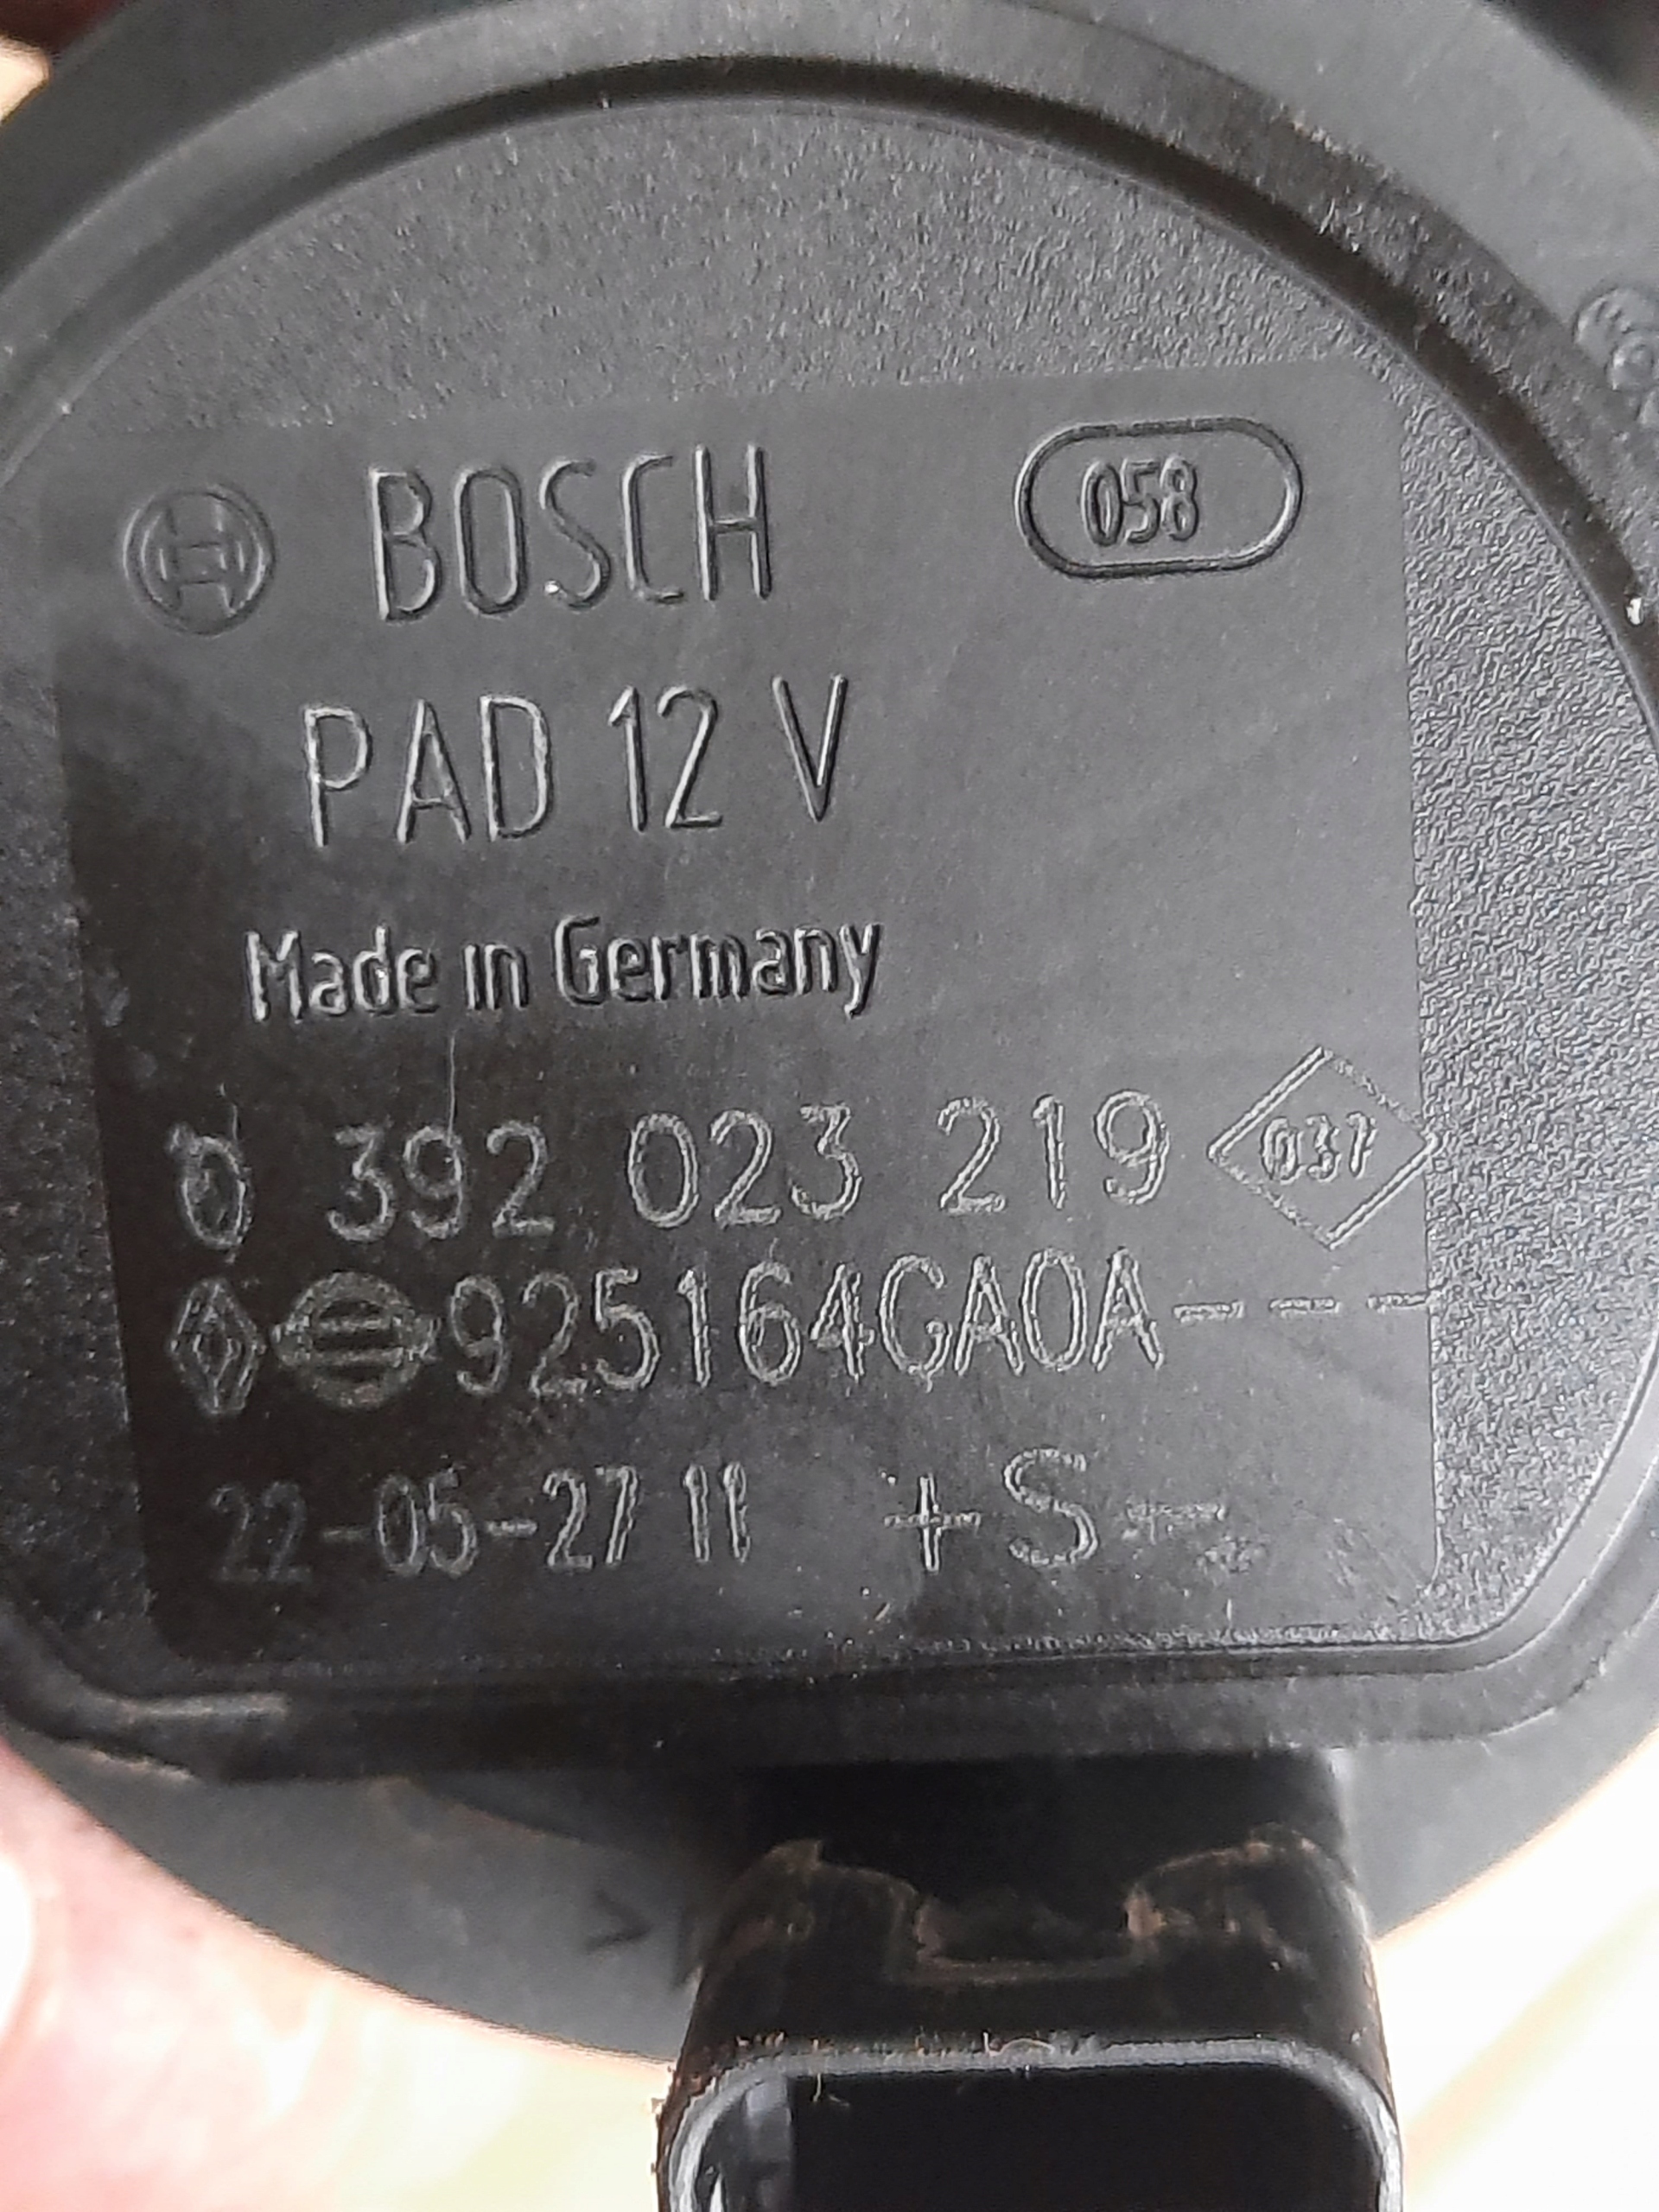 BOSCH 058
PAD 12 V
Made in Germany
0 392 023 219 037
925164GA0A---
22-05-27 11 + S -